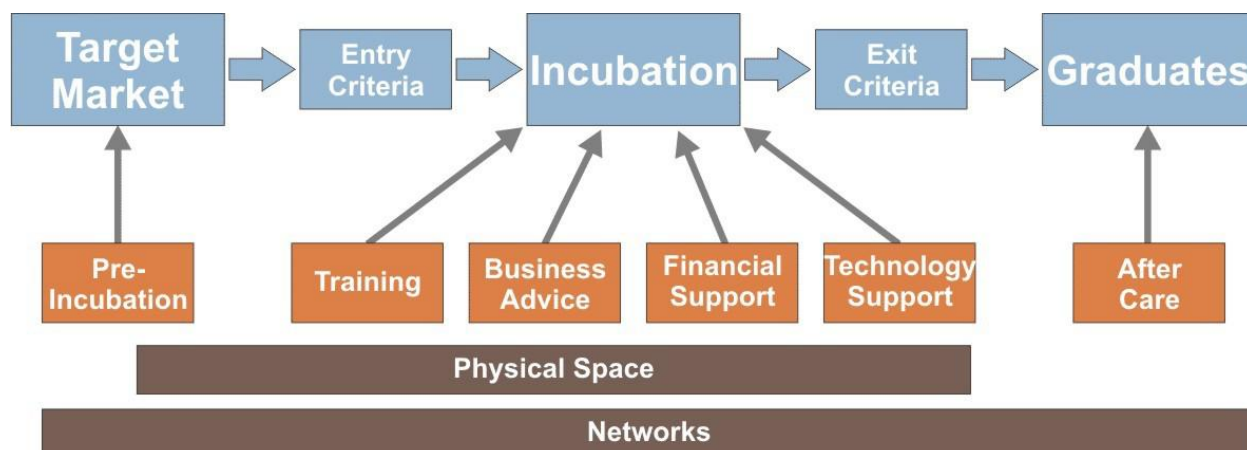 Target
Market
Entry
Criteria
Incubation
Exit
Criteria
Graduates
Pre-
Incubation
Training
Business
Advice
Financial
Support
Technology
Support
After
Care
Physical Space
Networks